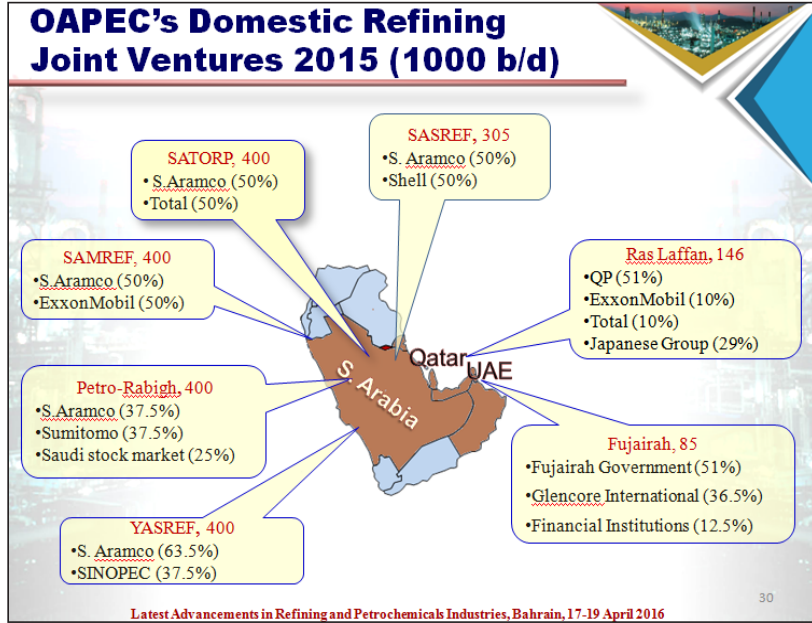 OAPEC's Domestic Refining
Joint Ventures 2015 (1000 b/d)
SASREF, 305
•S. Aramco (50%)
•Shell (50%)
SATORP, 400
• S.Aramco (50%)
• Total (50%)
SAMREF, 400
•S.Aramco (50%)
•ExxonMobil (50%)
Ras Laffan, 146
•QP (51%)
•ExxonMobil (10%)
•Total (10%)
•Japanese Group (29%)
Qatar
UAE
S. Arabia
Petro-Rabigh, 400
•S.Aramco (37.5%)
•Sumitomo (37.5%)
•Saudi stock market (25%)
Fujairah, 85
•Fujairah Government (51%)
•Glencore International (36.5%)
•Financial Institutions (12.5%)
YASREF, 400
•S. Aramco (63.5%)
•SINOPEC (37.5%)
30
Latest Advancements in Refining and Petrochemicals Industries, Bahrain, 17-19 April 2016